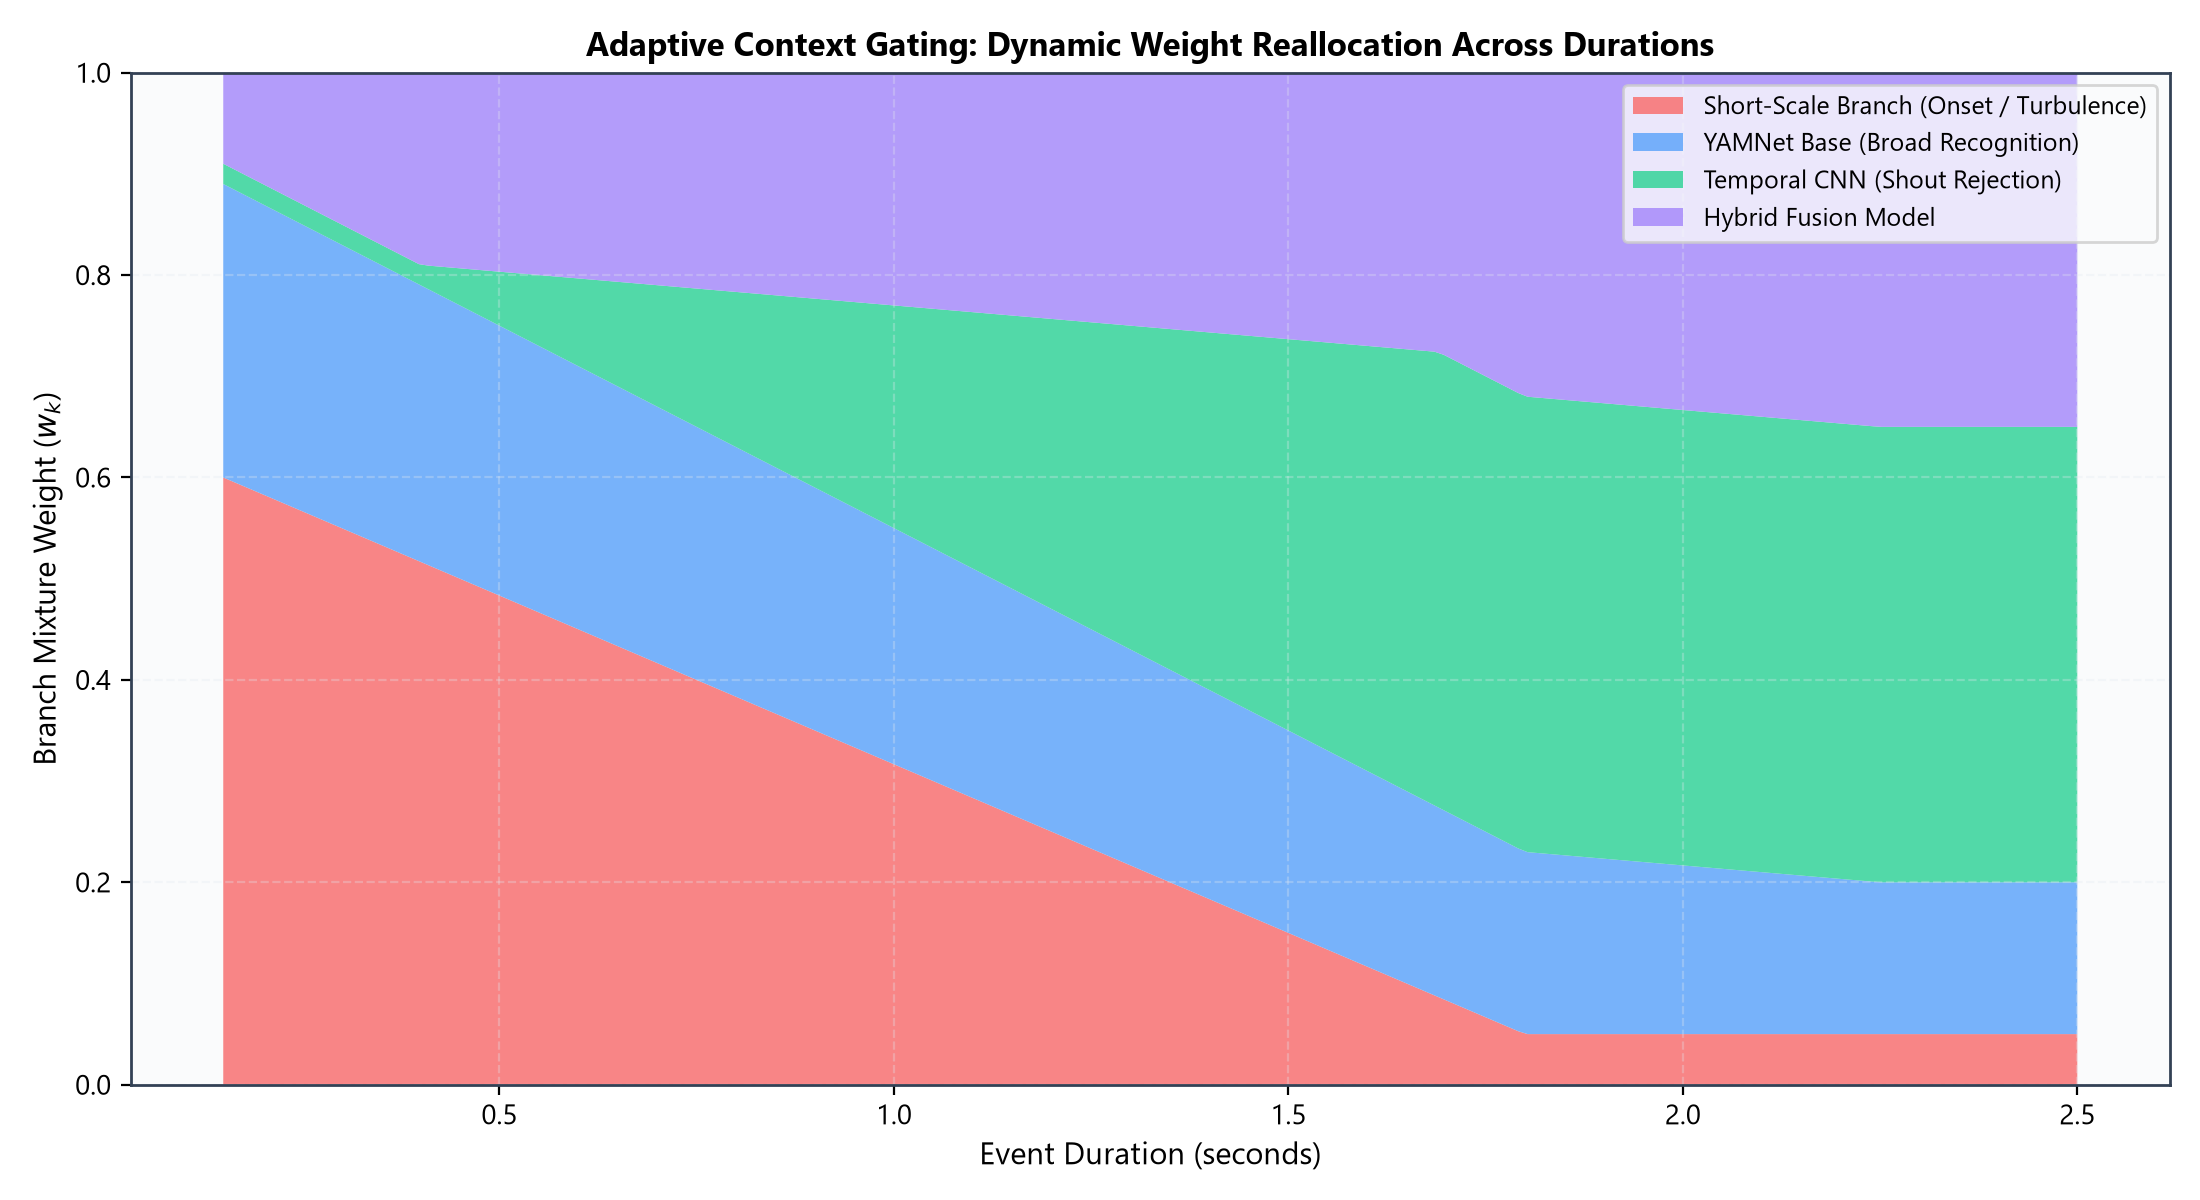 Adaptive Context Gating: Dynamic Weight Reallocation Across Durations
Branch Mixture Weight (wk)
1.0
0.8
0.6
0.4
0.2
0.0
Short-Scale Branch (Onset / Turbulence)
YAMNet Base (Broad Recognition)
Temporal CNN (Shout Rejection)
Hybrid Fusion Model
0.5 1.0 1.5 2.0 2.5
Event Duration (seconds)